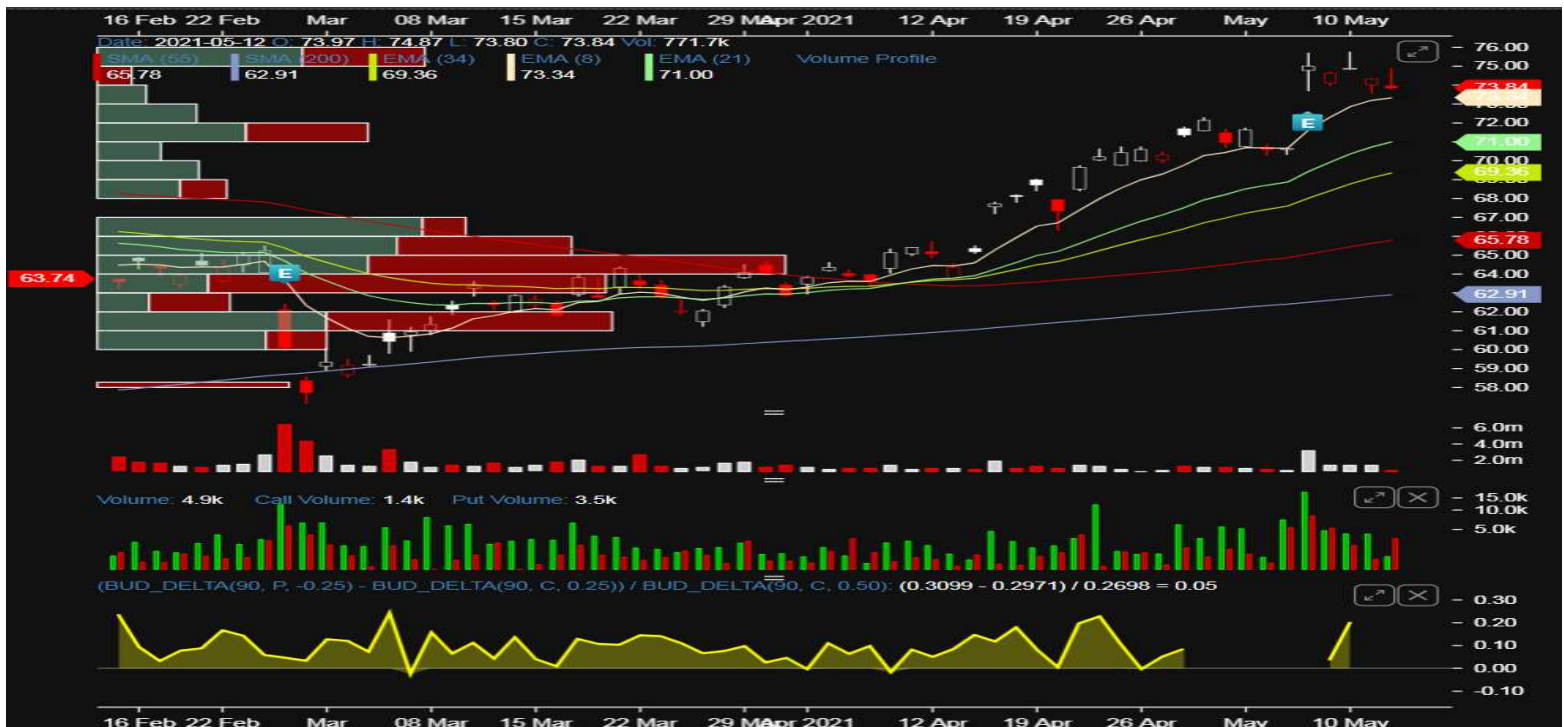 16 Feb 22 Feb Mar 08 Mar 15 Mar 22 Mar 29 Mar Apr 2021 12 Apr 19 Apr 26 Apr May 10 May
Date: 2021-05-12 O: 73.97 H: 74.87 L: 73.80 C: 73.84 Vol: 771.7k
SMA (55) SMA (200) EMA (34) EMA (8) EMA (21) Volume Profile
65.78 62.91 69.36 73.34 71.00
76.00
75.00
73.84
73.34
72.00
E
71.00
70.00
69.36
68.00
67.00
65.78
65.00
E
63.74
64.00
62.91
62.00
61.00
60.00
59.00
58.00
6.0m
4.0m
2.0m
Volume: 4.9k Call Volume: 1.4k Put Volume: 3.5k
15.0k
10.0k
5.0k
(BUD_DELTA(90, P, -0.25) - BUD_DELTA(90, C, 0.25)) / BUD_DELTA(90, C, 0.50): (0.3099 - 0.2971) / 0.2698 = 0.05
0.30
0.20
0.10
0.00
-0.10
16 Feb 22 Feb Mar 08 Mar 15 Mar 22 Mar 29 Mar Apr 2021 12 Apr 19 Apr 26 Apr May 10 May